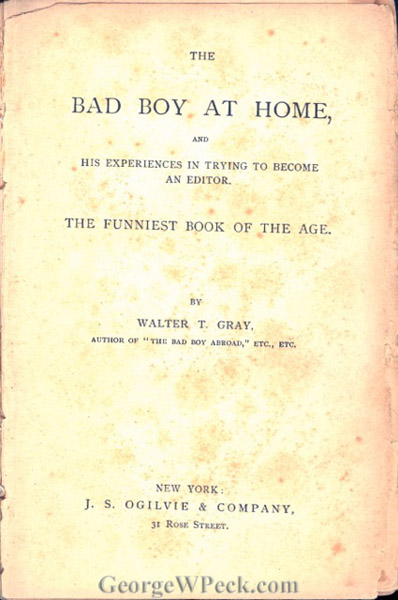 THE
BAD BOY AT HOME,
AND
HIS EXPERIENCES IN TRYING TO BECOME
AN EDITOR.
THE FUNNIEST BOOK OF THE AGE.
BY
WALTER T. GRAY,
AUTHOR OF "THE BAD BOY ABROAD," ETC., ETC.
NEW YORK:
J. S. OGILVIE & COMPANY,
31 ROSE STREET.
GeorgeWPeck.com